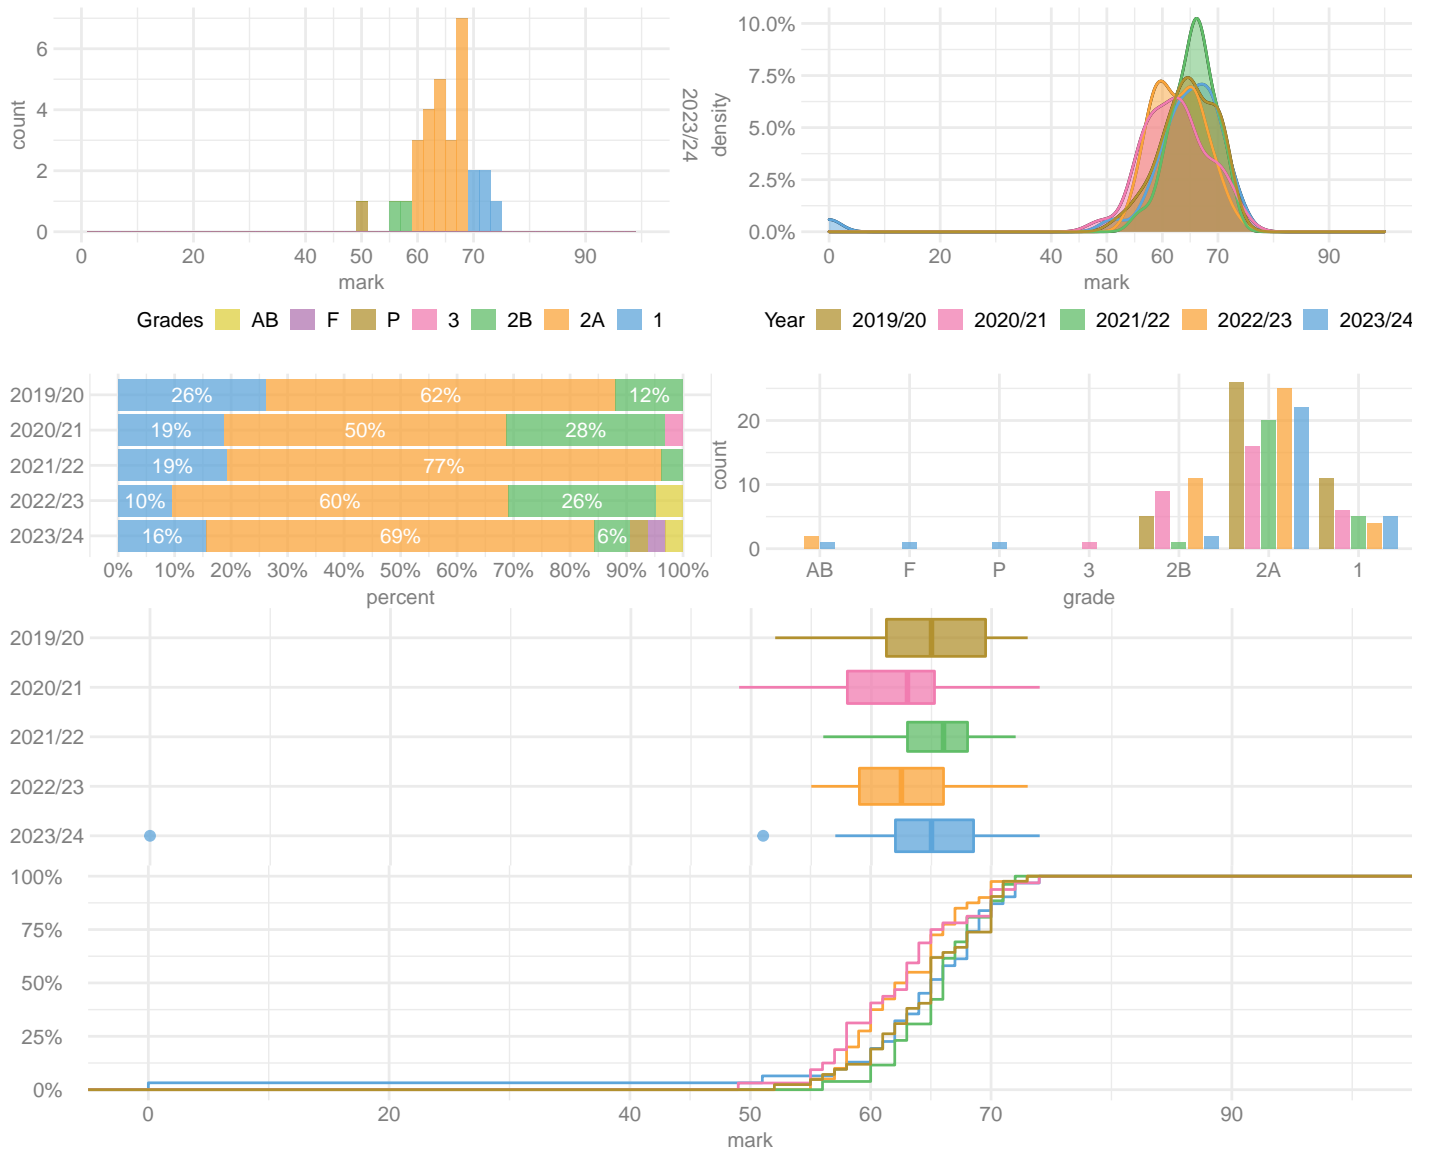 6
4
2
0
count
0 20 40 50 60 70 90
mark
2023/24
Grades AB F P 3 2B 2A 1
10.0%
7.5%
5.0%
2.5%
0.0%
density
0 20 40 50 60 70 90
mark
Year 2019/20 2020/21 2021/22 2022/23 2023/24
2019/20 26% 62% 12%
2020/21 19% 50% 28%
2021/22 19% 77%
2022/23 10% 60% 26%
2023/24 16% 69% 6%
0% 10% 20% 30% 40% 50% 60% 70% 80% 90% 100%
percent
20
10
0
count
AB F P 3 2B 2A 1
grade
2019/20
2020/21
2021/22
2022/23
2023/24
100%
75%
50%
25%
0%
0 20 40 50 60 70 90
mark